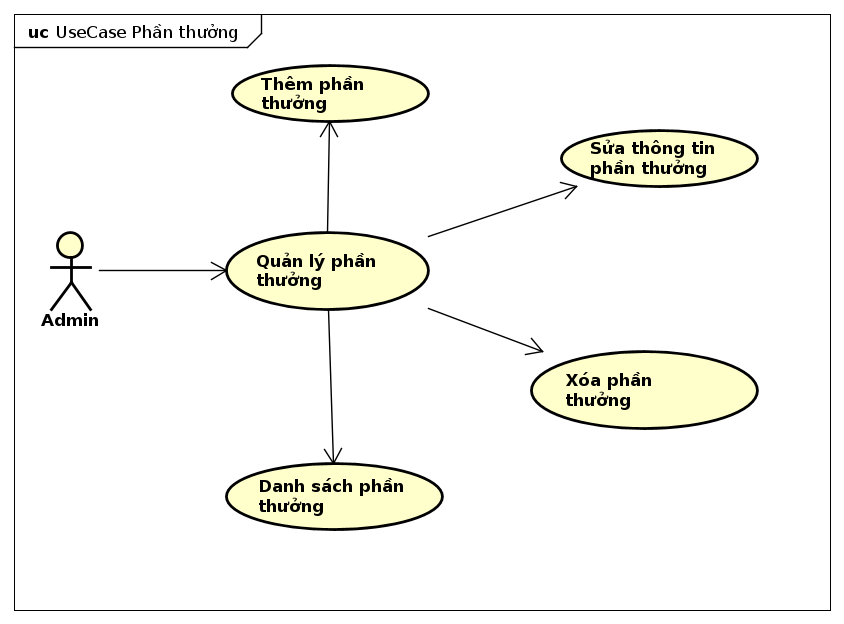 uc UseCase Phần thưởng
Thêm phần
thưởng
Sửa thông tin
phần thưởng
Quản lý phần
thưởng
Admin
Xóa phần
thưởng
Danh sách phần
thưởng